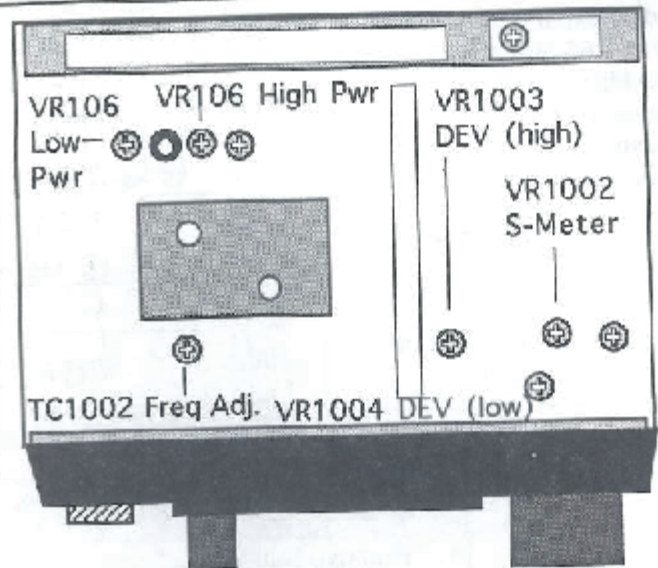 VR106
Low
Pwr
VR106 High Pwr
VR1003
DEV (high)
VR1002
S-Meter
TC1002 Freq Adj.
VR1004 DEV (low)